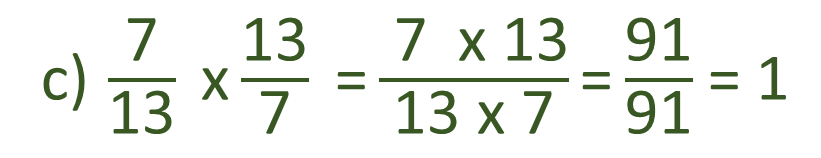 c) 7/13 x 13/7 = 7 x 13/13 x 7 = 91/91 = 1